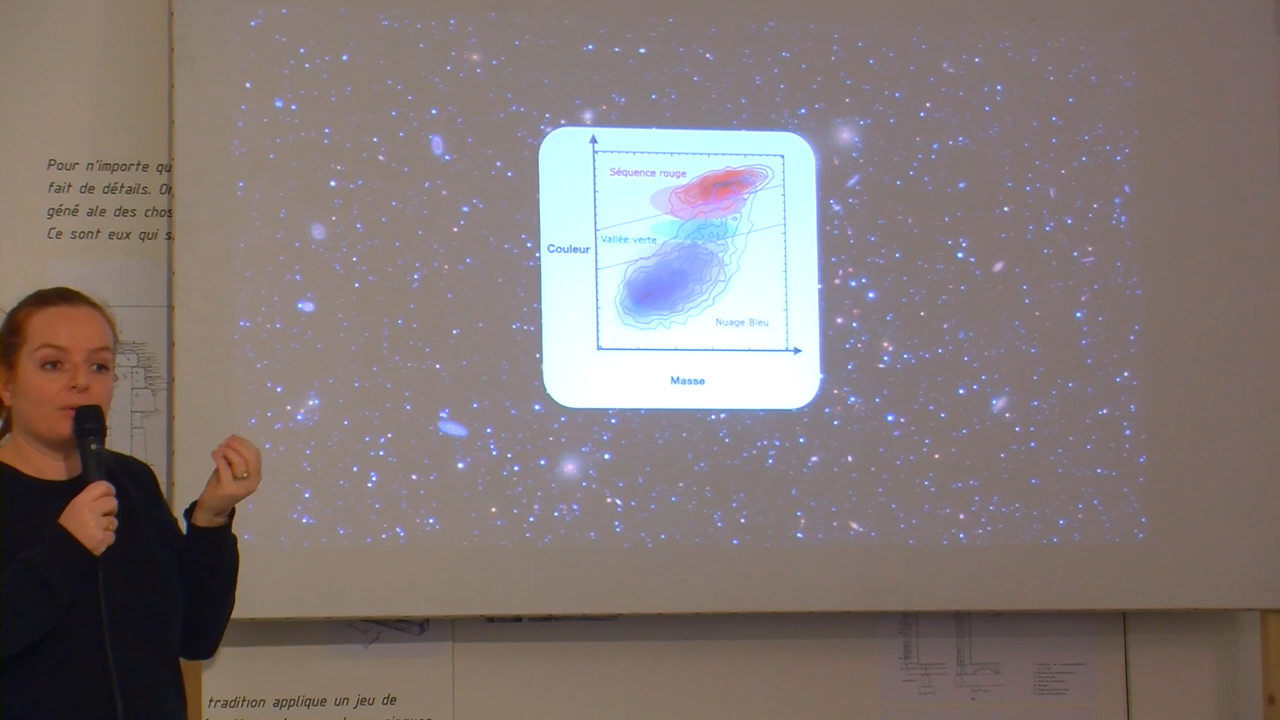 Pour n'importe qu
fait de détails. Or
géné ale des chos
Ce sont eux qui s
Séquence rouge
Vallée verte
Couleur
Nuage Bleu
Masse
tradition applique un jeu de